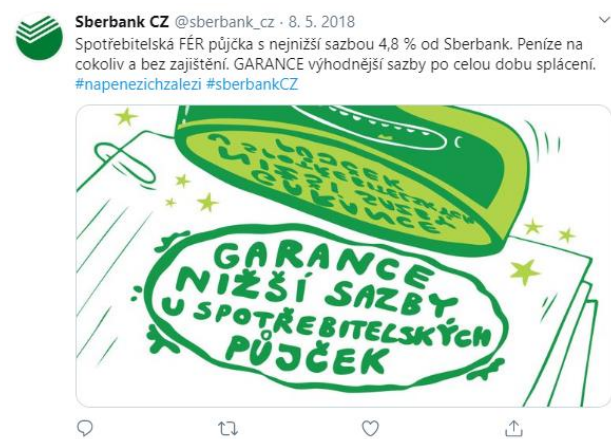 Sberbank CZ @sberbank_cz · 8. 5. 2018
Spotřebitelská FÉR půjčka s nejnižší sazbou 4,8 % od Sberbank. Peníze na
cokoliv a bez zajištění. GARANCE výhodnější sazby po celou dobu splácení.
#napenezichzalezi #sberbankCZ
GARANCE
NIŽŠÍ SAZBY
U SPOTŘEBITELSKÝCH
PŮJČEK